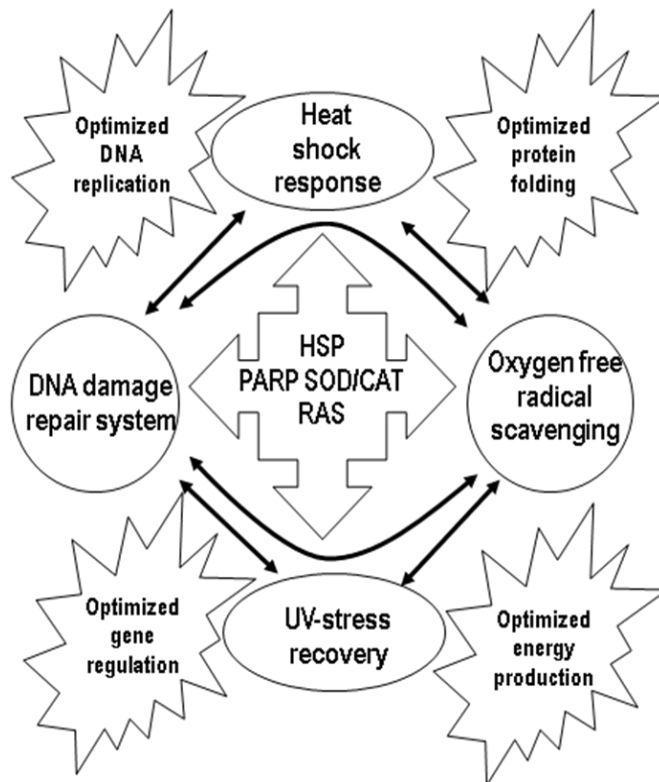 Optimized
DNA
replication
Heat
shock
response
Optimized
protein
folding
DNA damage
repair system
HSP
PARP SOD/CAT
RAS
Oxygen free
radical
scavenging
Optimized
gene
regulation
UV-stress
recovery
Optimized
energy
production